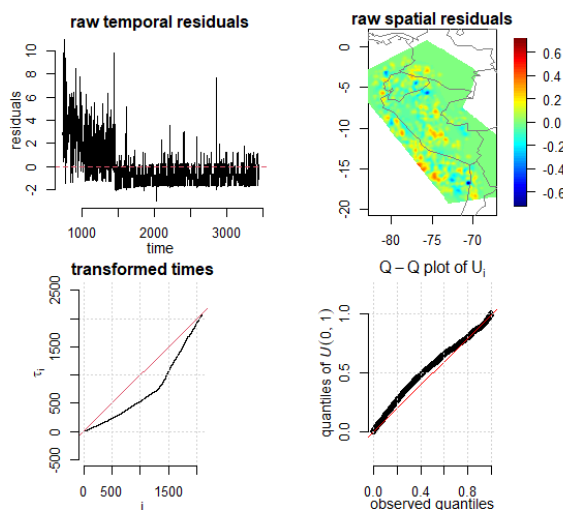 raw temporal residuals
residuals
10
8
6
4
2
0
-2
1000 2000 3000
time
raw spatial residuals
0
-5
-10
-15
-20
-80 -75 -70
0.6
0.4
0.2
0.0
-0.2
-0.4
-0.6
transformed times
τi
2500
1500
500
-500
0 500 1500
i
Q – Q plot of Ui
quantiles of U(0, 1)
1.0
0.5
0.0
0.0 0.4 0.8
observed quantiles